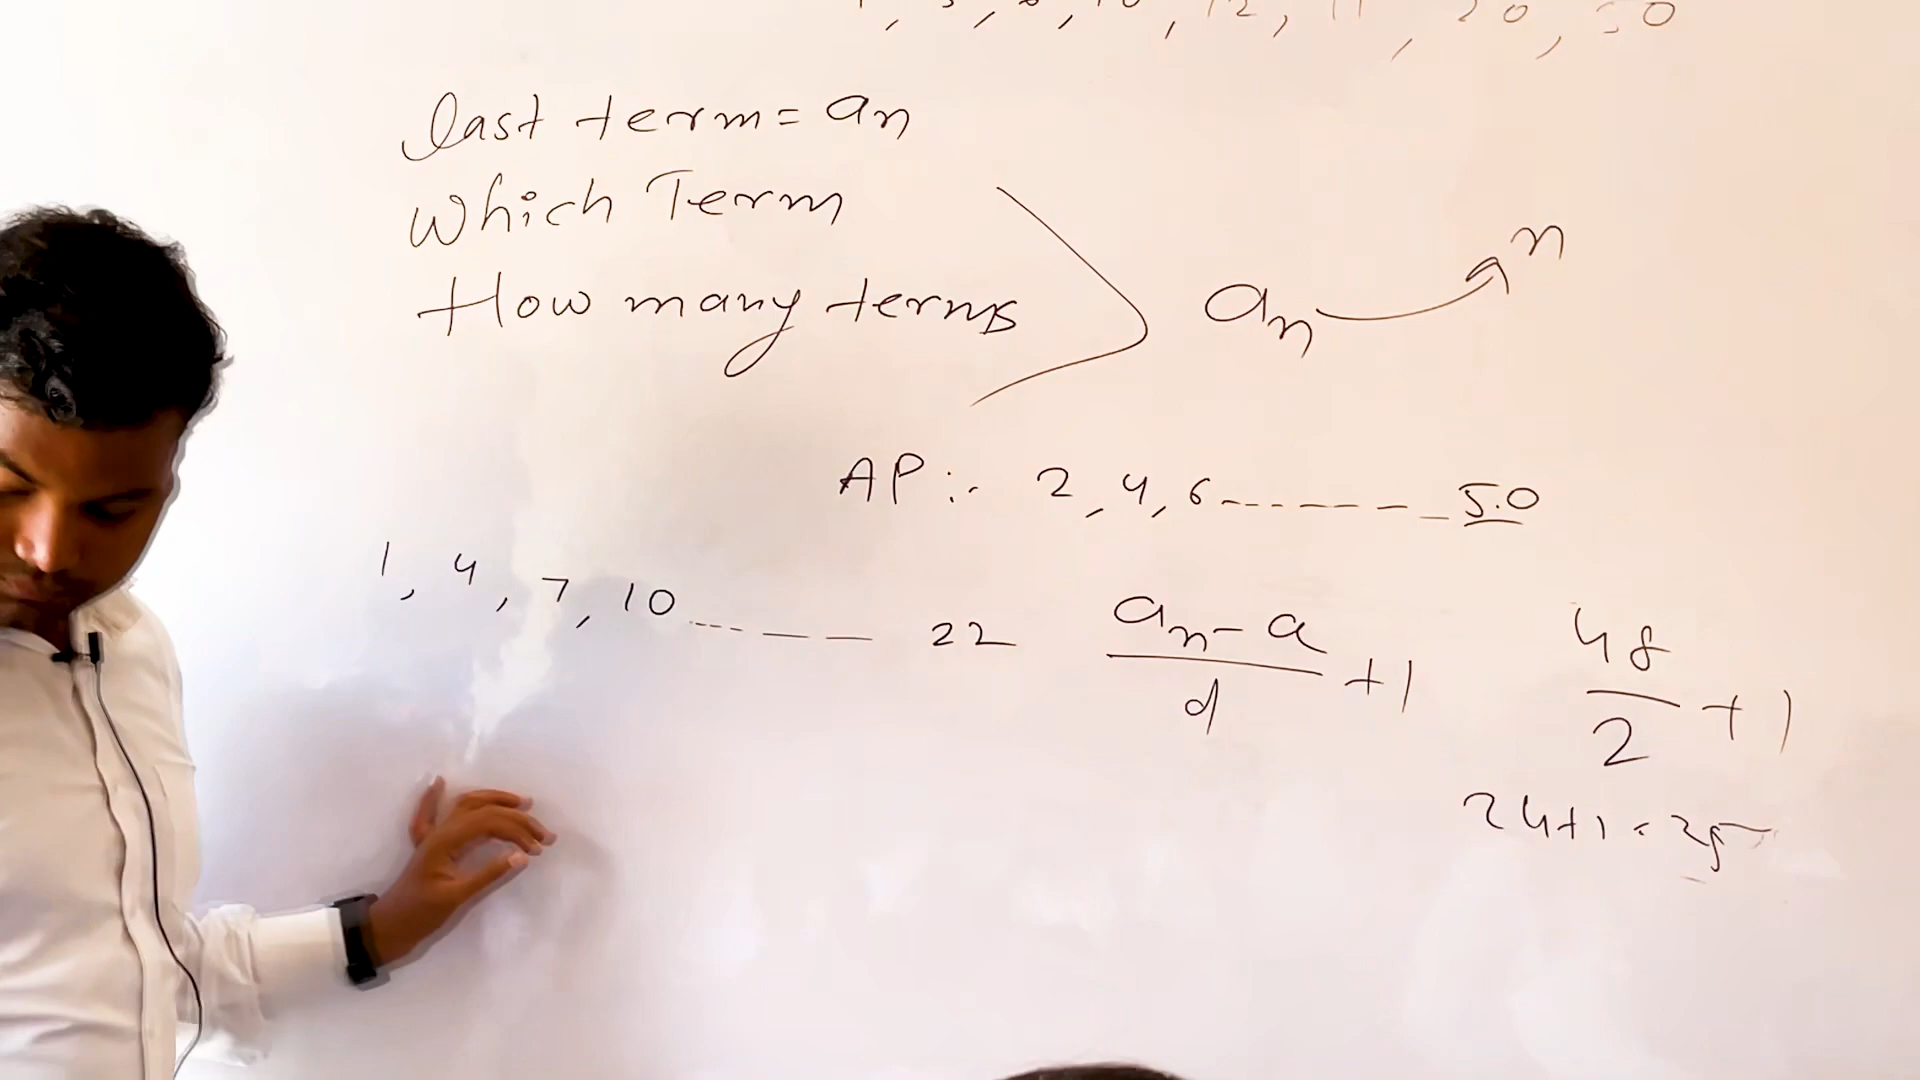 last term = an
Which Term
How many terms
an
n
AP :- 2, 4, 6 ------- 50
1, 4, 7, 10 ------ 22
an - a
d
+1
48
2
+1
24+1 = 25